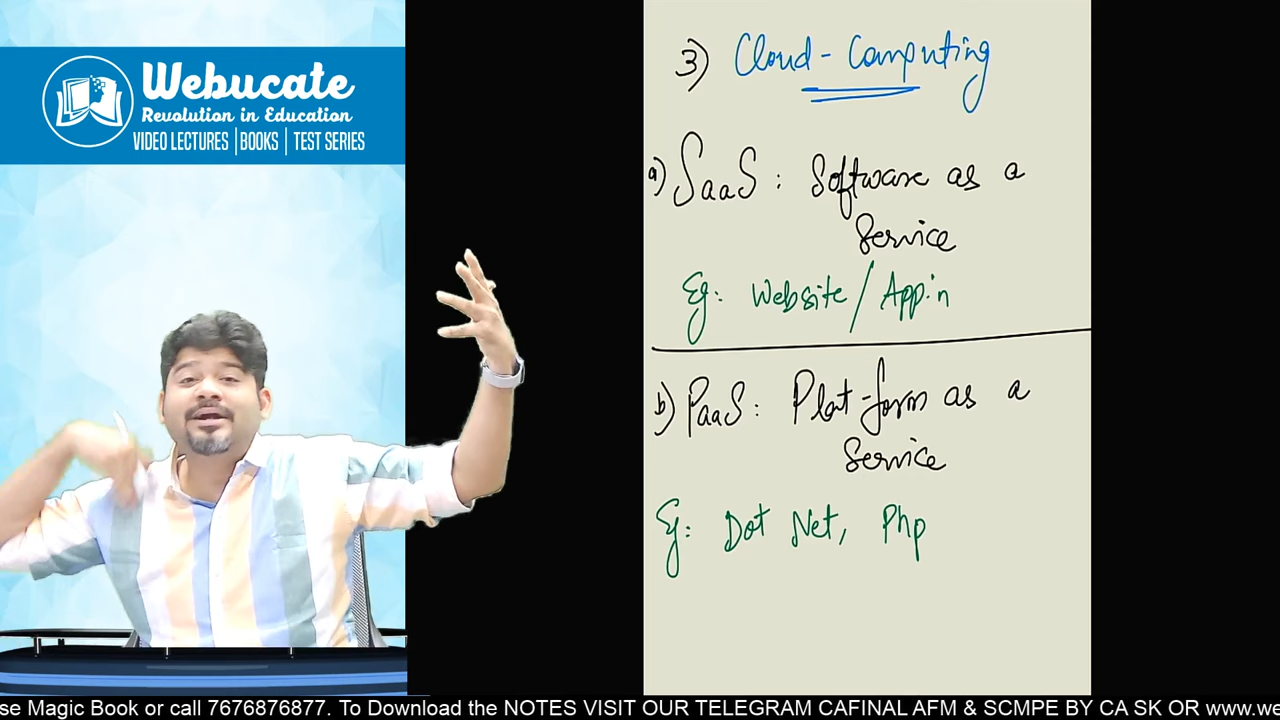 Webucate
Revolution in Education
VIDEO LECTURES | BOOKS | TEST SERIES
3) Cloud-Computing
a) SaaS: Software as a
Service
Eg: Website/App:n
b) PaaS: Plat-form as a
Service
Eg: Dot Net, Php
se Magic Book or call 7676876877. To Download the NOTES VISIT OUR TELEGRAM CAFINAL AFM & SCMPE BY CA SK OR www.we